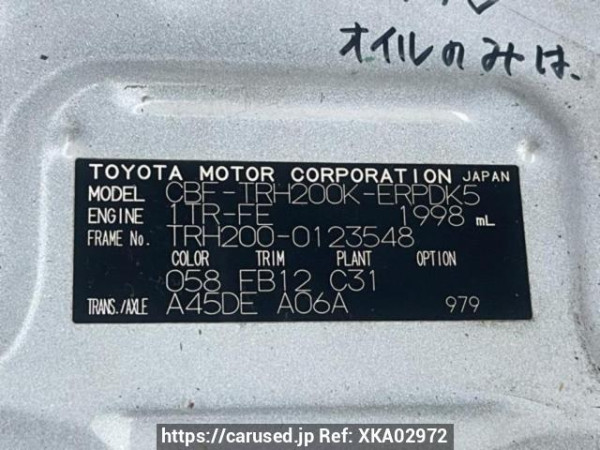 オイルのみは、
TOYOTA MOTOR CORPORATION JAPAN
MODEL CBF-TRH200K-ERPDK5
ENGINE 1TR-FE 1998 mL
FRAME No. TRH200-0123548
COLOR TRIM PLANT OPTION
058 FB12 C31
TRANS./AXLE A45DE A06A 979
https://carused.jp Ref: XKA02972